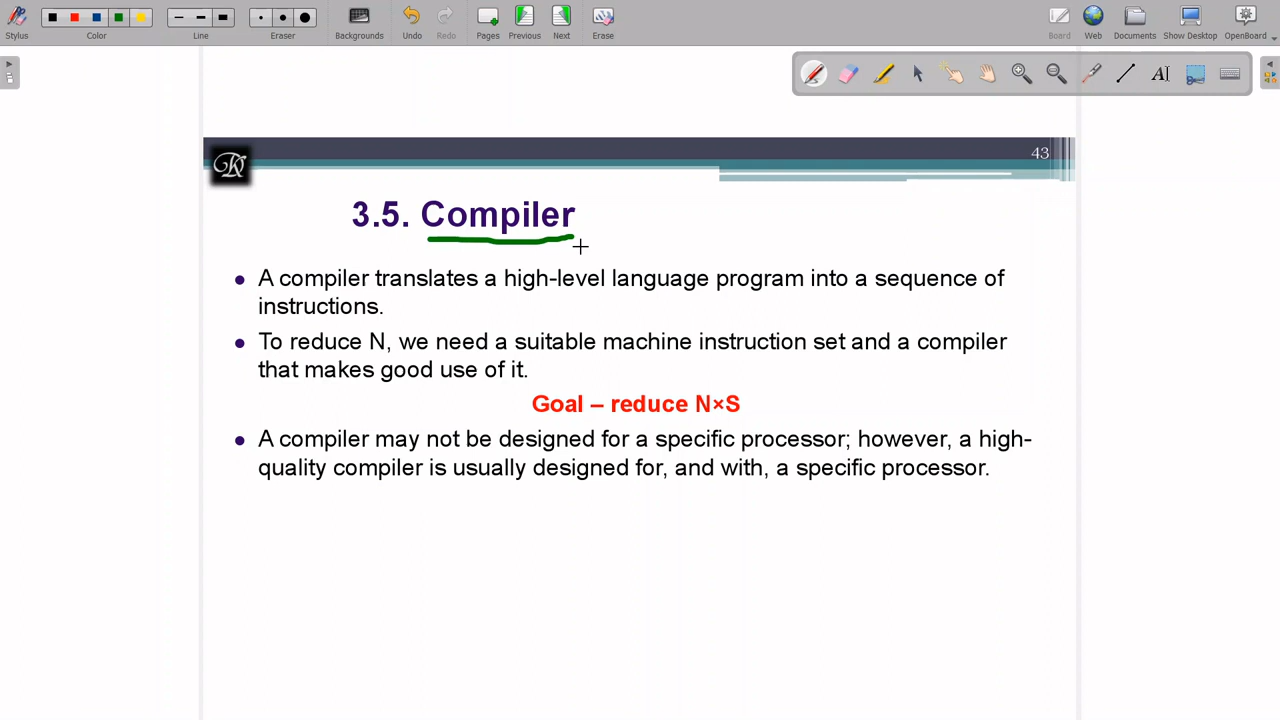 Stylus Color Line Eraser Backgrounds Undo Redo Pages Previous Next Erase Board Web Documents Show Desktop OpenBoard
43
3.5. Compiler
• A compiler translates a high-level language program into a sequence of
instructions.
• To reduce N, we need a suitable machine instruction set and a compiler
that makes good use of it.
Goal – reduce N×S
• A compiler may not be designed for a specific processor; however, a high-
quality compiler is usually designed for, and with, a specific processor.